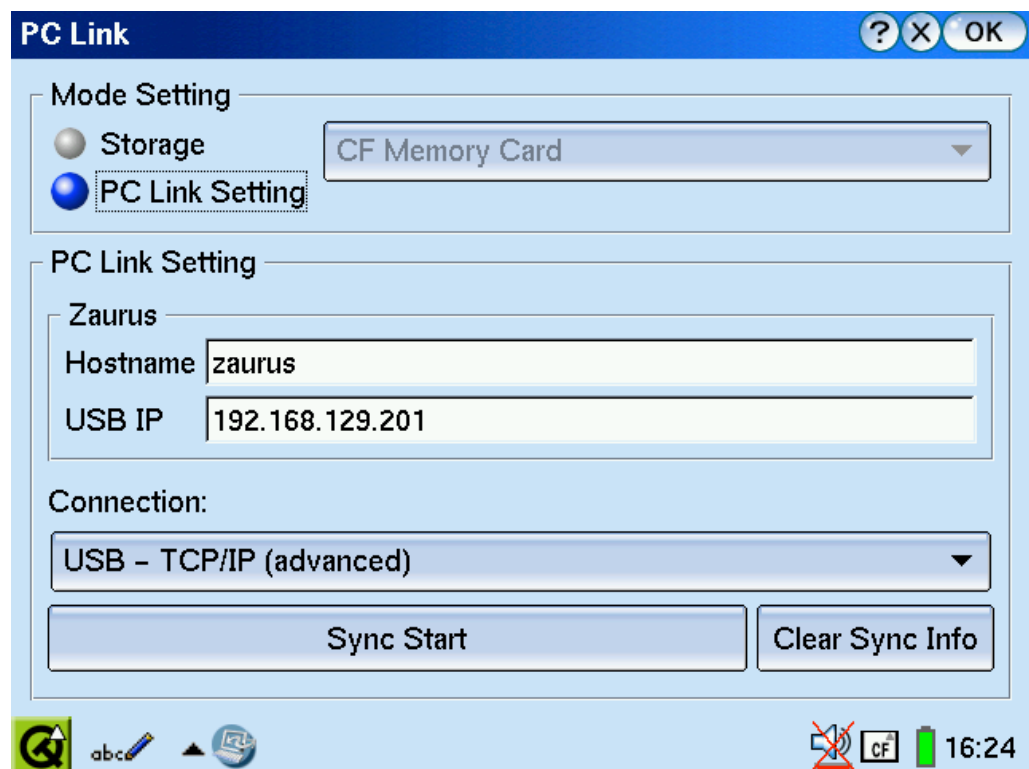 PC Link
? X OK
Mode Setting
Storage
CF Memory Card
PC Link Setting
PC Link Setting
Zaurus
Hostname zaurus
USB IP 192.168.129.201
Connection:
USB – TCP/IP (advanced)
Sync Start
Clear Sync Info
abc CF 16:24